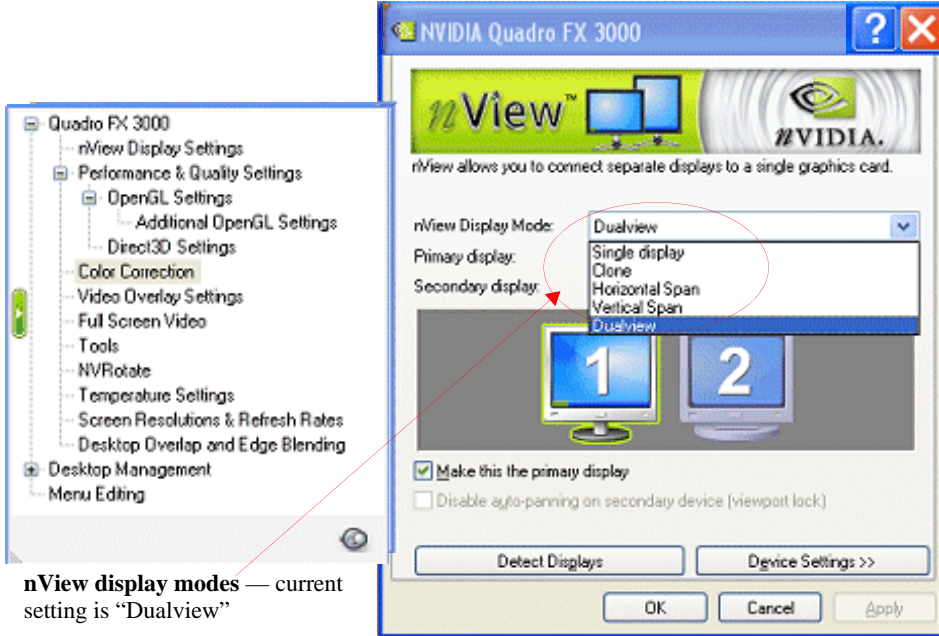 NVIDIA Quadro FX 3000
?
nView™
nVIDIA.
nView allows you to connect separate displays to a single graphics card.
nView Display Mode:
Dualview
Primary display:
Secondary display:
Single display
Clone
Horizontal Span
Vertical Span
Dualview
1
2
Make this the primary display
Disable auto-panning on secondary device (viewport lock)
Detect Displays
Device Settings >>
OK
Cancel
Apply
Quadro FX 3000
nView Display Settings
Performance & Quality Settings
OpenGL Settings
Additional OpenGL Settings
Direct3D Settings
Color Correction
Video Overlay Settings
Full Screen Video
Tools
NVRotate
Temperature Settings
Screen Resolutions & Refresh Rates
Desktop Overlap and Edge Blending
Desktop Management
Menu Editing
nView display modes — current
setting is “Dualview”